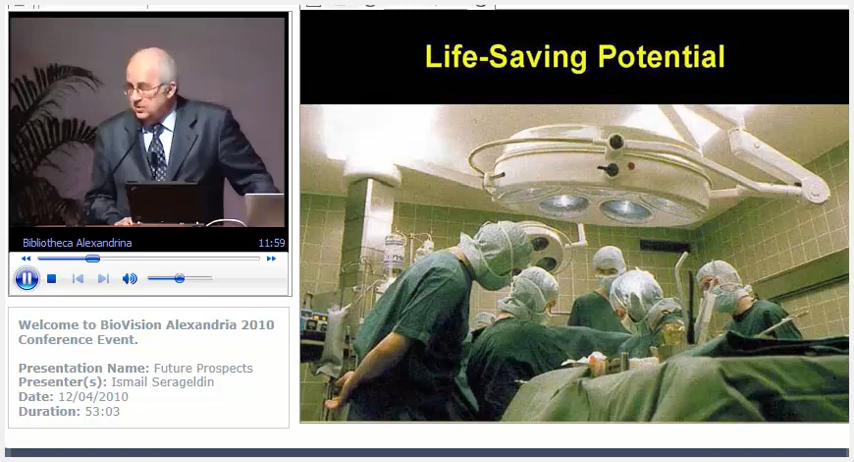 Life-Saving Potential
Bibliotheca Alexandrina 11:59
Welcome to BioVision Alexandria 2010
Conference Event.
Presentation Name: Future Prospects
Presenter(s): Ismail Serageldin
Date: 12/04/2010
Duration: 53:03